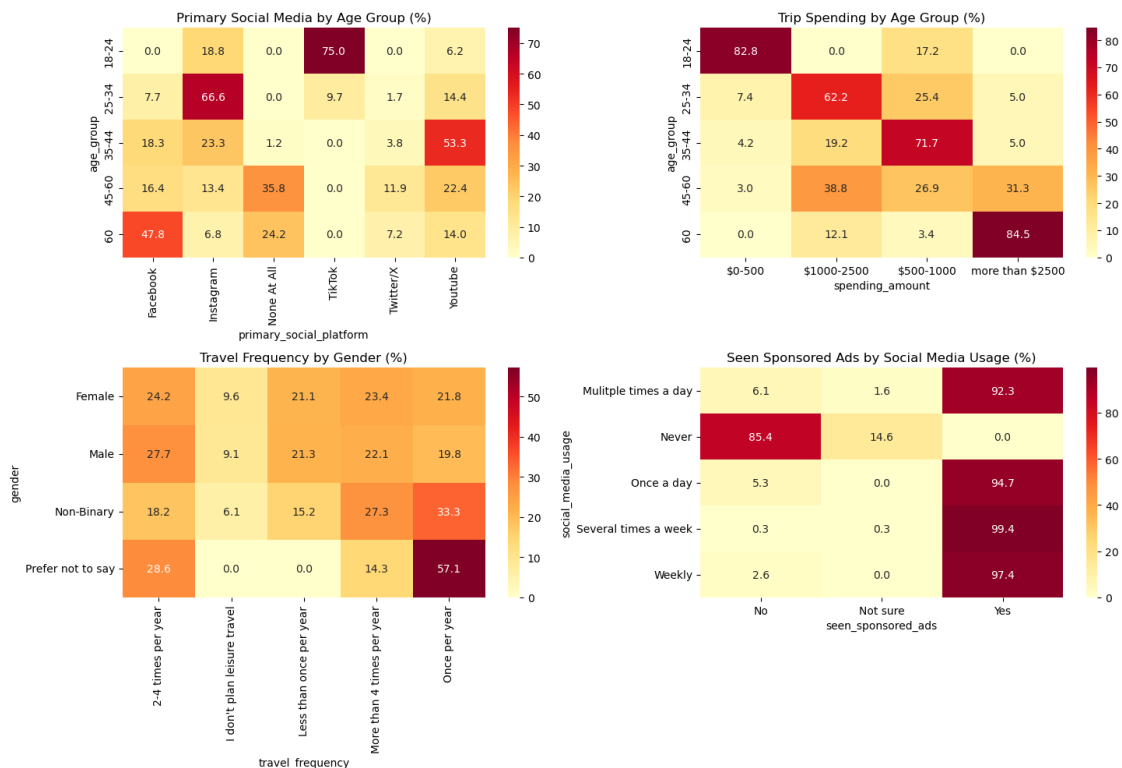 Primary Social Media by Age Group (%)
18-24 0.0 18.8 0.0 75.0 0.0 6.2
25-34 7.7 66.6 0.0 9.7 1.7 14.4
35-44 18.3 23.3 1.2 0.0 3.8 53.3
45-60 16.4 13.4 35.8 0.0 11.9 22.4
60 47.8 6.8 24.2 0.0 7.2 14.0
age_group
Facebook Instagram None At All TikTok Twitter/X Youtube
primary_social_platform
70
60
50
40
30
20
10
0
Trip Spending by Age Group (%)
18-24 82.8 0.0 17.2 0.0
25-34 7.4 62.2 25.4 5.0
35-44 4.2 19.2 71.7 5.0
45-60 3.0 38.8 26.9 31.3
60 0.0 12.1 3.4 84.5
age_group
$0-500 $1000-2500 $500-1000 more than $2500
spending_amount
80
70
60
50
40
30
20
10
0
Travel Frequency by Gender (%)
Female 24.2 9.6 21.1 23.4 21.8
Male 27.7 9.1 21.3 22.1 19.8
Non-Binary 18.2 6.1 15.2 27.3 33.3
Prefer not to say 28.6 0.0 0.0 14.3 57.1
gender
2-4 times per year I don't plan leisure travel Less than once per year More than 4 times per year Once per year
travel_frequency
50
40
30
20
10
0
Seen Sponsored Ads by Social Media Usage (%)
Mulitple times a day 6.1 1.6 92.3
Never 85.4 14.6 0.0
Once a day 5.3 0.0 94.7
Several times a week 0.3 0.3 99.4
Weekly 2.6 0.0 97.4
social_media_usage
No Not sure Yes
seen_sponsored_ads
80
60
40
20
0